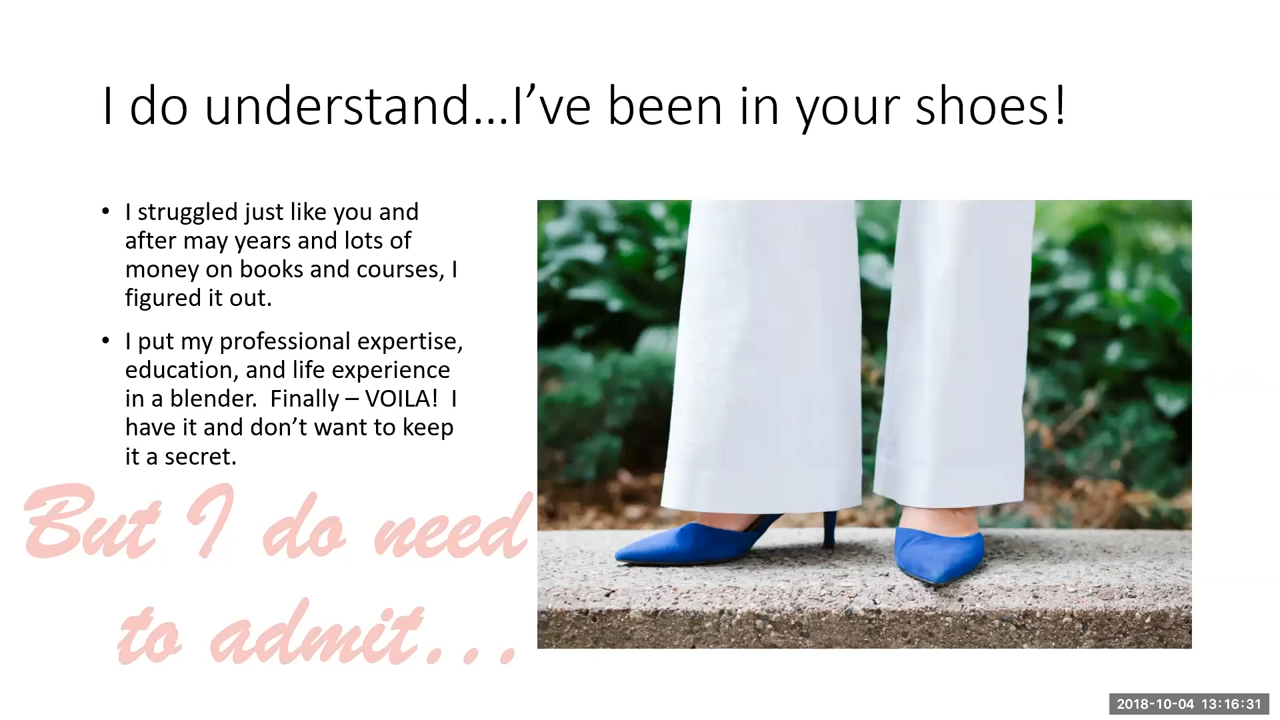 I do understand...I’ve been in your shoes!
• I struggled just like you and
after may years and lots of
money on books and courses, I
figured it out.
• I put my professional expertise,
education, and life experience
in a blender.  Finally – VOILA!  I
have it and don’t want to keep
it a secret.
But I do need
to admit...
2018-10-04 13:16:31